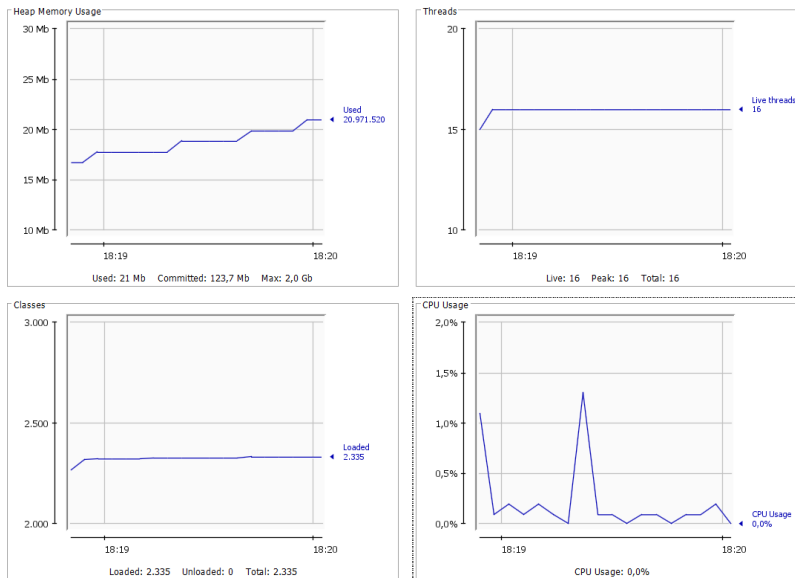 Heap Memory Usage
30 Mb
25 Mb
20 Mb
15 Mb
10 Mb
Used
20.971.520
18:19
18:20
Used: 21 Mb Committed: 123,7 Mb Max: 2,0 Gb
Threads
20
15
10
Live threads
16
18:19
18:20
Live: 16 Peak: 16 Total: 16
Classes
3.000
2.500
2.000
Loaded
2.335
18:19
18:20
Loaded: 2.335 Unloaded: 0 Total: 2.335
CPU Usage
2,0%
1,5%
1,0%
0,5%
0,0%
CPU Usage
0,0%
18:19
18:20
CPU Usage: 0,0%